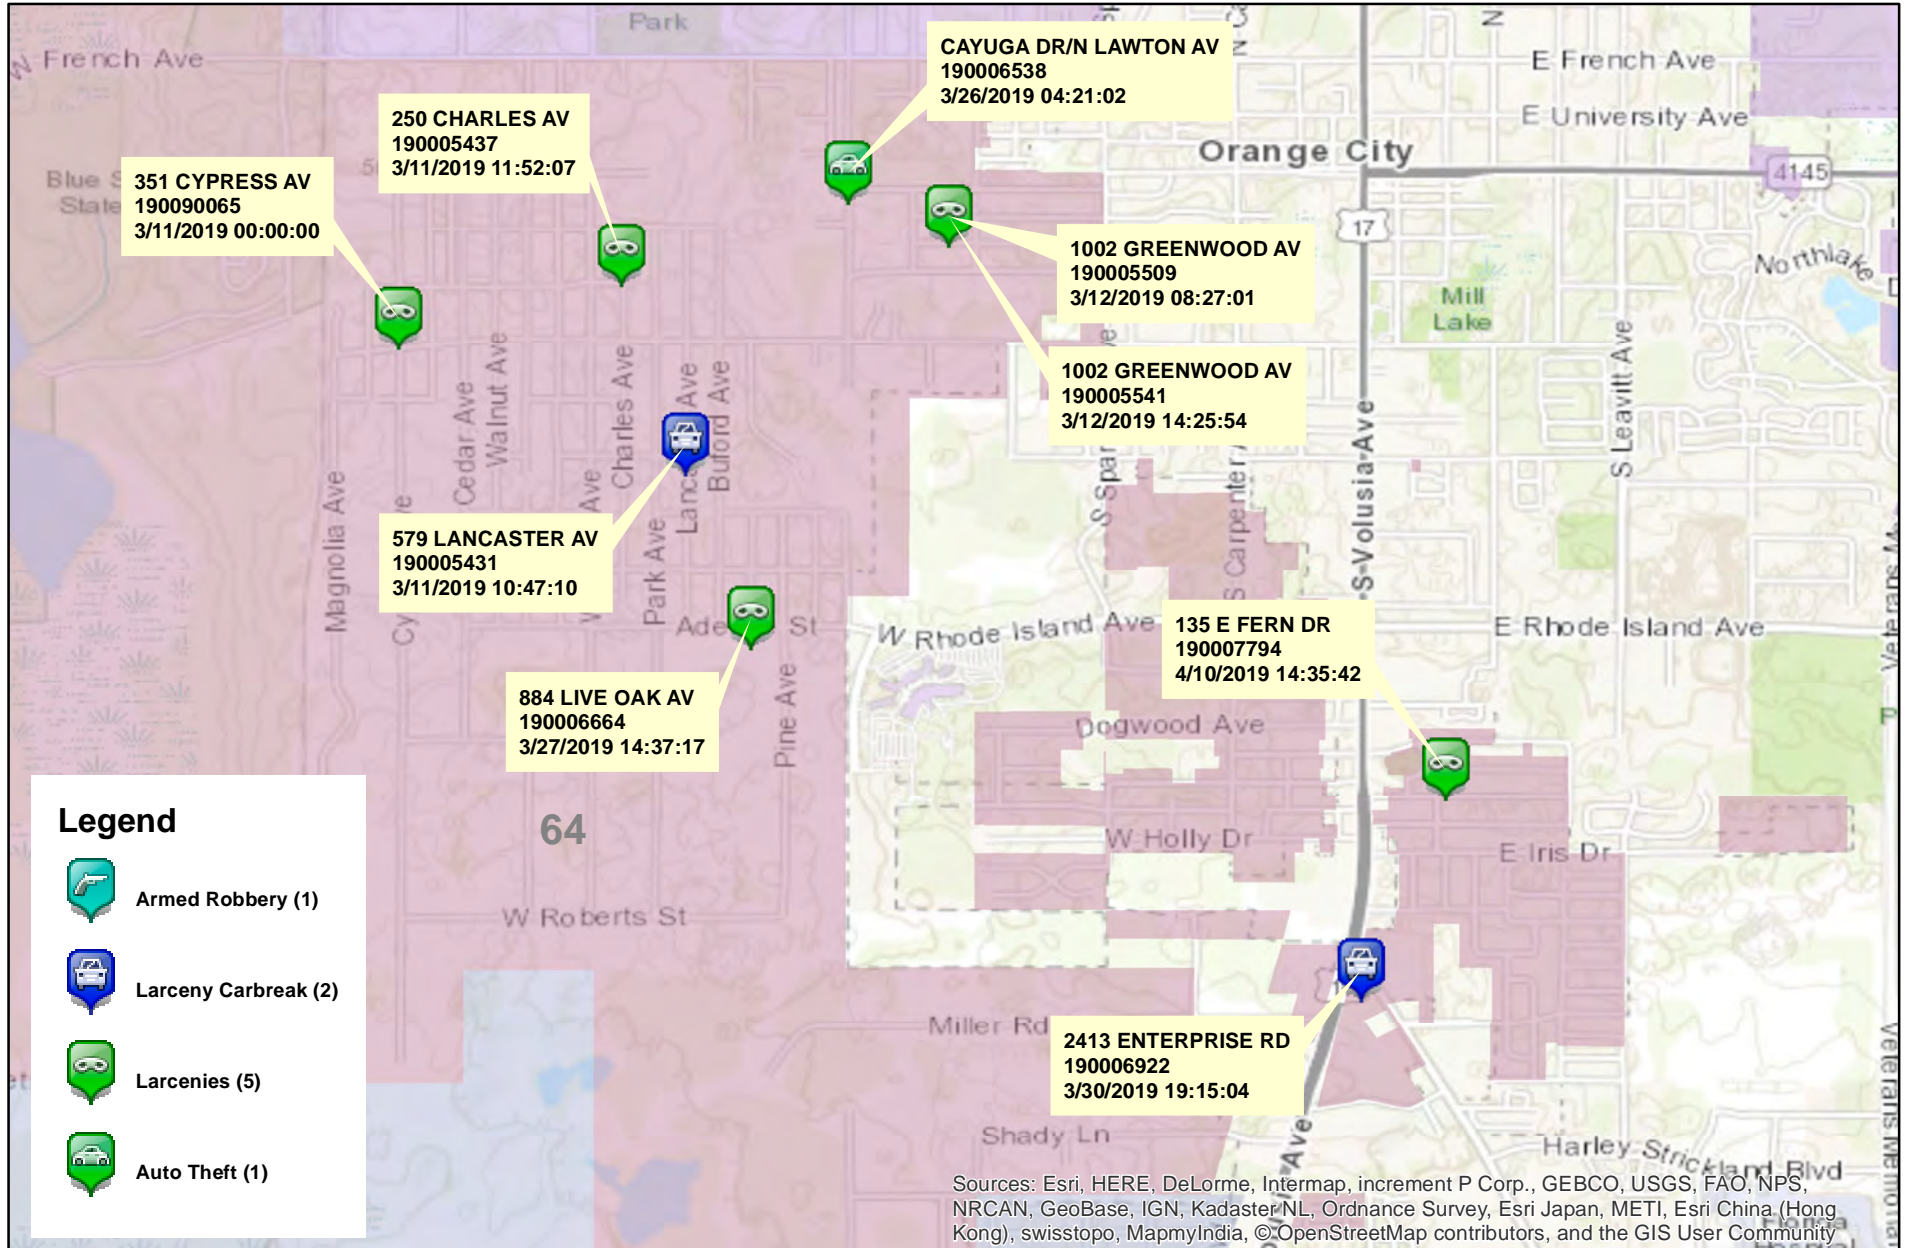 Park
W French Ave
E French Ave
E University Ave
Orange City
4145
17
CAYUGA DR/N LAWTON AV
190006538
3/26/2019 04:21:02
250 CHARLES AV
190005437
3/11/2019 11:52:07
351 CYPRESS AV
190090065
3/11/2019 00:00:00
1002 GREENWOOD AV
190005509
3/12/2019 08:27:01
1002 GREENWOOD AV
190005541
3/12/2019 14:25:54
Northlake
Mill
Lake
S Leavitt Ave
S Volusia Ave
S Carpenter
Magnolia Ave
Cedar Ave
Walnut Ave
Charles Ave
Buford Ave
Park Ave
Pine Ave
579 LANCASTER AV
190005431
3/11/2019 10:47:10
W Rhode Island Ave
E Rhode Island Ave
135 E FERN DR
190007794
4/10/2019 14:35:42
884 LIVE OAK AV
190006664
3/27/2019 14:37:17
Dogwood Ave
W Holly Dr
E Iris Dr
64
W Roberts St
Miller Rd
Shady Ln
2413 ENTERPRISE RD
190006922
3/30/2019 19:15:04
Harley Strickland Blvd
Legend
Armed Robbery (1)
Larceny Carbreak (2)
Larcenies (5)
Auto Theft (1)
Sources: Esri, HERE, DeLorme, Intermap, increment P Corp., GEBCO, USGS, FAO, NPS,
NRCAN, GeoBase, IGN, Kadaster NL, Ordnance Survey, Esri Japan, METI, Esri China (Hong
Kong), swisstopo, MapmyIndia, © OpenStreetMap contributors, and the GIS User Community